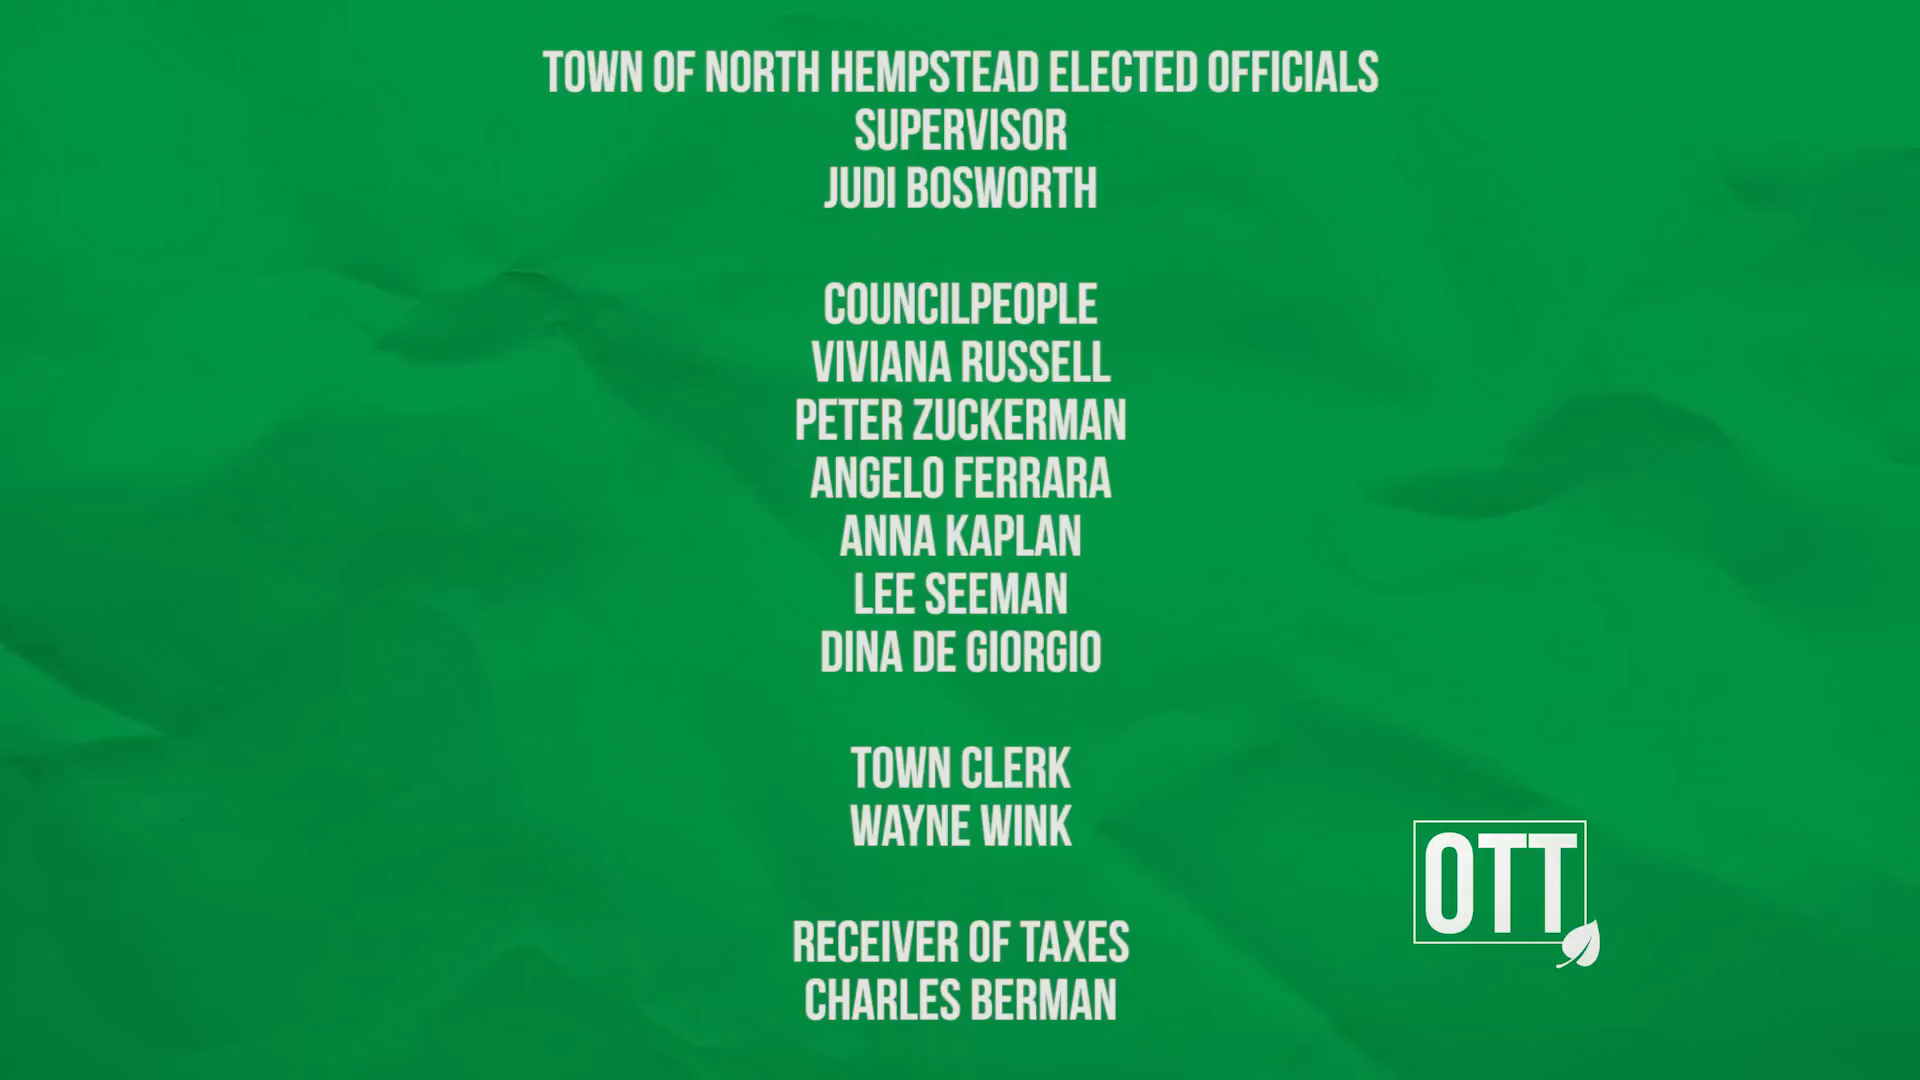 TOWN OF NORTH HEMPSTEAD ELECTED OFFICIALS
SUPERVISOR
JUDI BOSWORTH
COUNCILPEOPLE
VIVIANA RUSSELL
PETER ZUCKERMAN
ANGELO FERRARA
ANNA KAPLAN
LEE SEEMAN
DINA DE GIORGIO
TOWN CLERK
WAYNE WINK
RECEIVER OF TAXES
CHARLES BERMAN
OTT